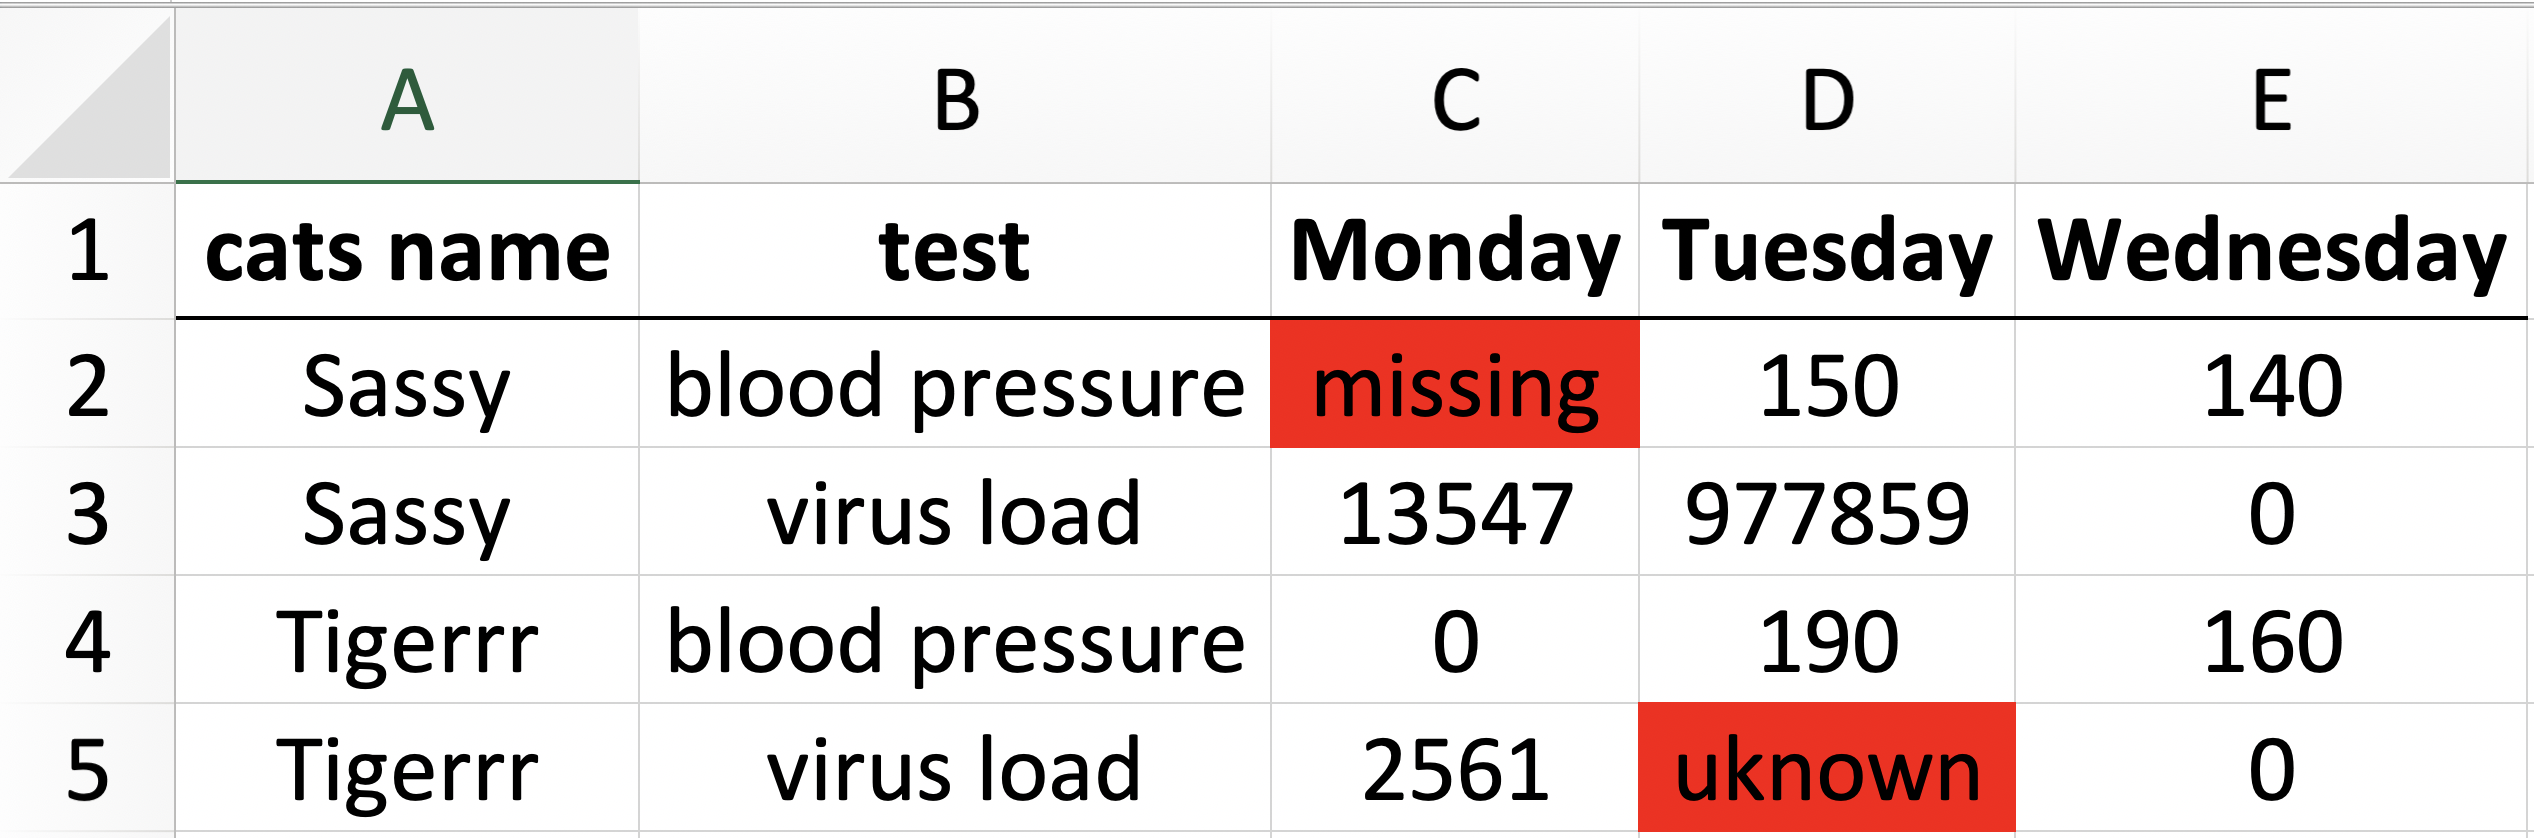 A B C D E
1 cats name test Monday Tuesday Wednesday
2 Sassy blood pressure missing 150 140
3 Sassy virus load 13547 977859 0
4 Tigerrr blood pressure 0 190 160
5 Tigerrr virus load 2561 uknown 0